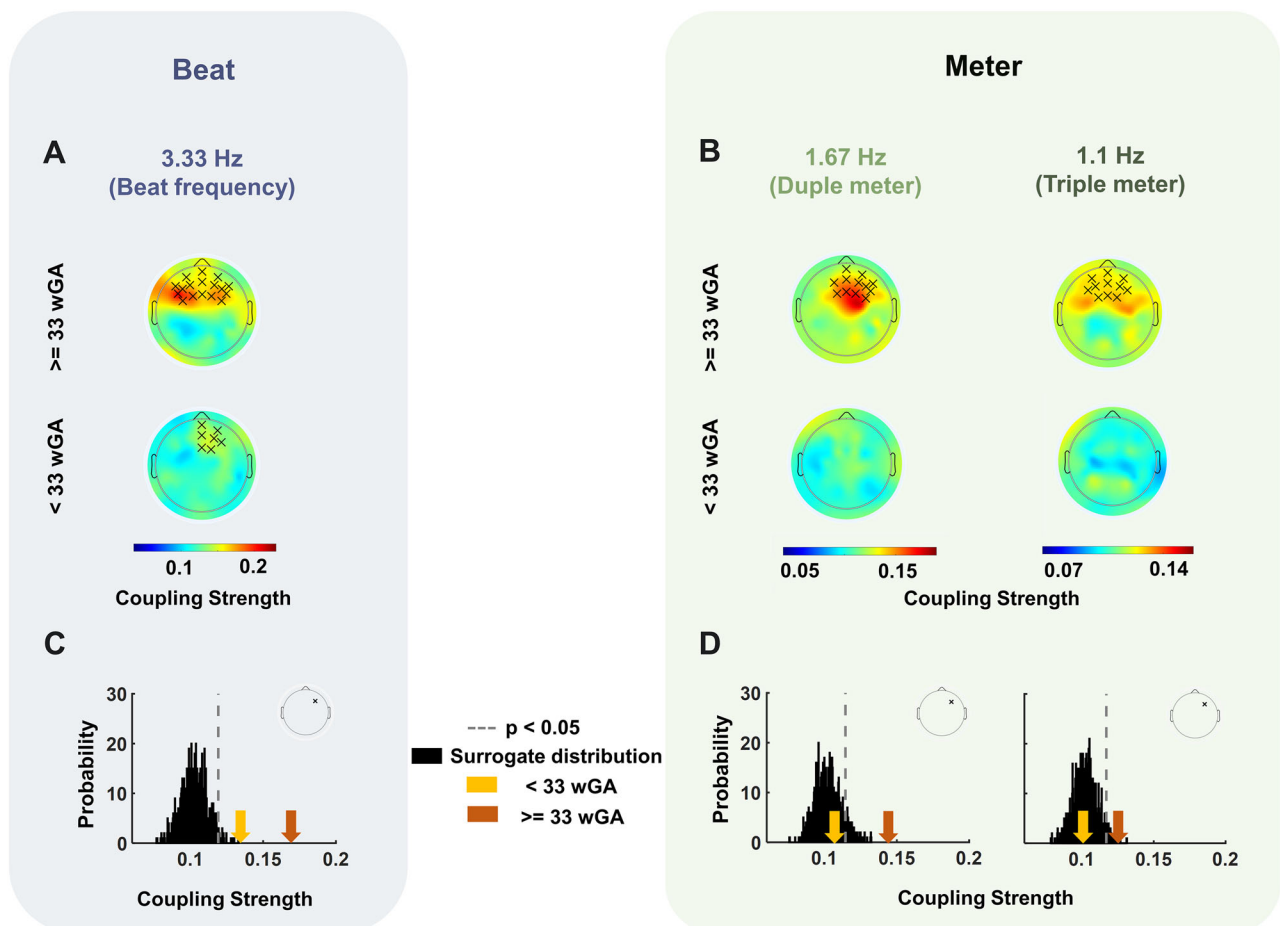 Beat
A
3.33 Hz
(Beat frequency)
>= 33 wGA
< 33 wGA
0.1 0.2
Coupling Strength
C
30
20
10
0
Probability
0.1 0.15 0.2
Coupling Strength
p < 0.05
Surrogate distribution
< 33 wGA
>= 33 wGA
Meter
B
1.67 Hz
(Duple meter)
1.1 Hz
(Triple meter)
>= 33 wGA
< 33 wGA
0.05 0.15
0.07 0.14
Coupling Strength
D
30
20
10
0
Probability
0.1 0.15 0.2
0.1 0.15 0.2
Coupling Strength